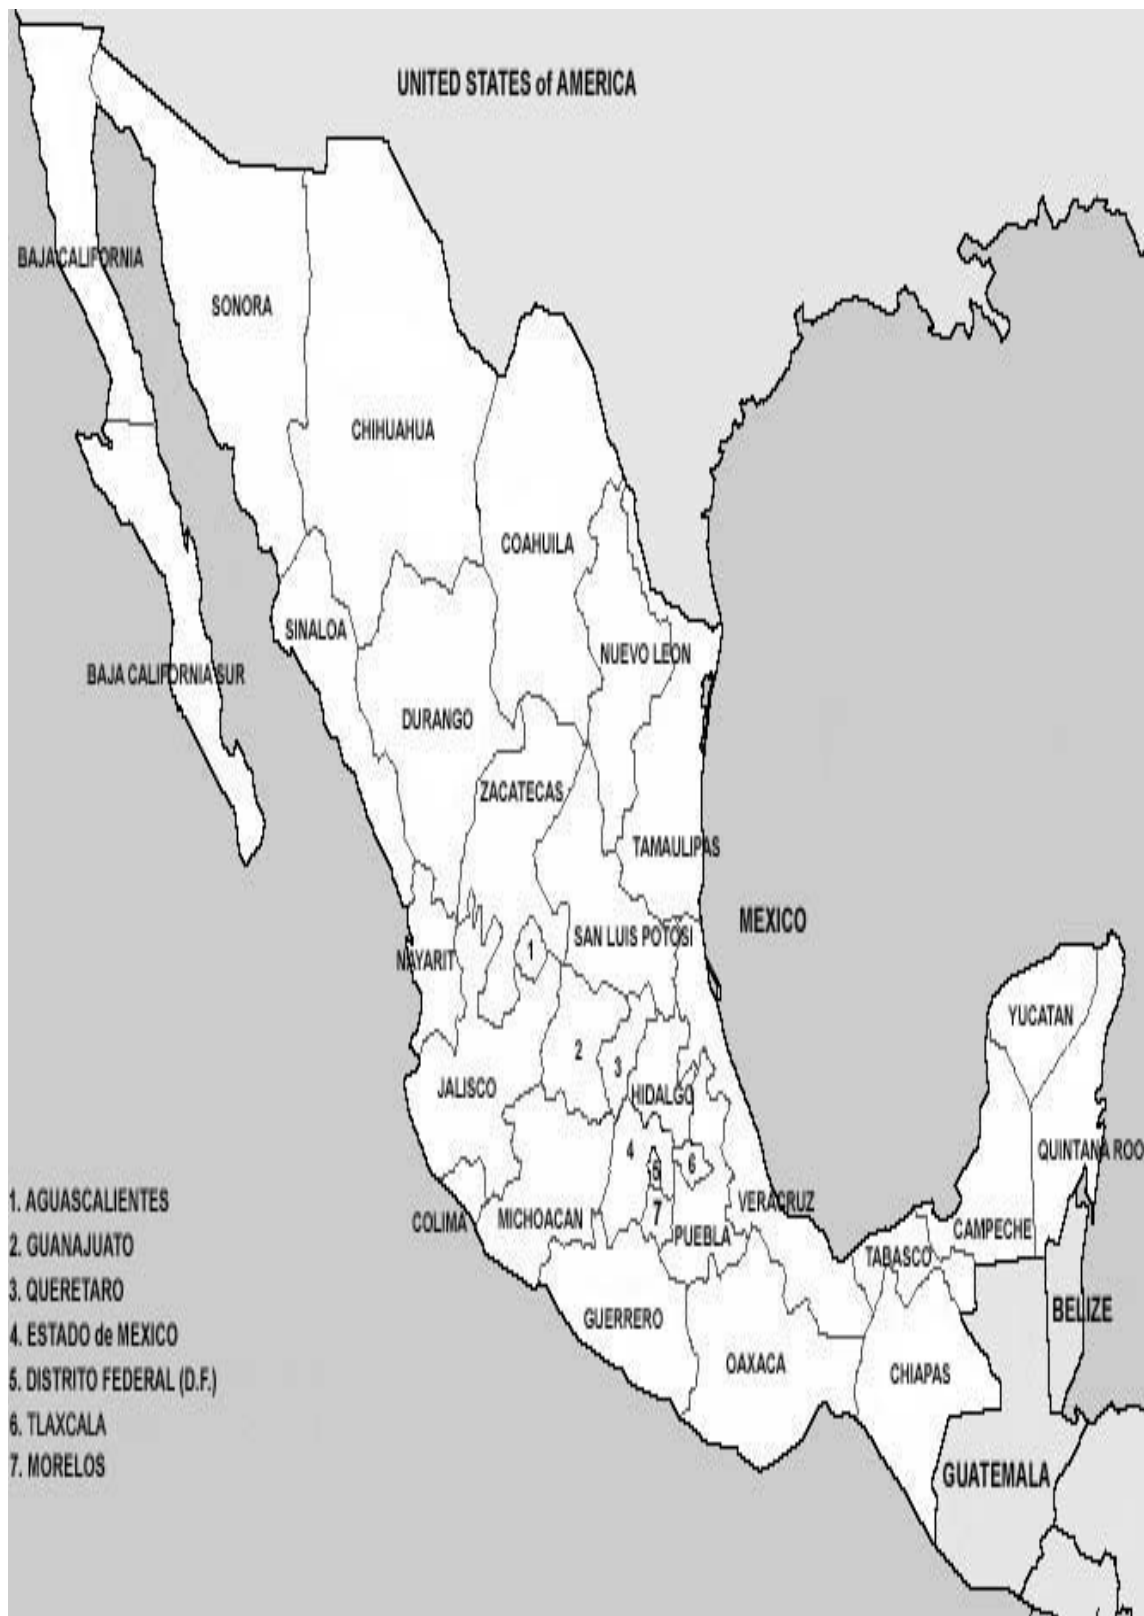 UNITED STATES of AMERICA
BAJA CALIFORNIA
SONORA
CHIHUAHUA
COAHUILA
SINALOA
NUEVO LEON
BAJA CALIFORNIA SUR
DURANGO
ZACATECAS
TAMAULIPAS
MEXICO
SAN LUIS POTOSI
1
NAYARIT
YUCATAN
2
3
JALISCO
HIDALGO
4
QUINTANA ROO
5
6
1. AGUASCALIENTES
COLIMA
MICHOACAN
7
VERACRUZ
PUEBLA
CAMPECHE
TABASCO
2. GUANAJUATO
3. QUERETARO
GUERRERO
BELIZE
4. ESTADO de MEXICO
OAXACA
CHIAPAS
5. DISTRITO FEDERAL (D.F.)
6. TLAXCALA
7. MORELOS
GUATEMALA